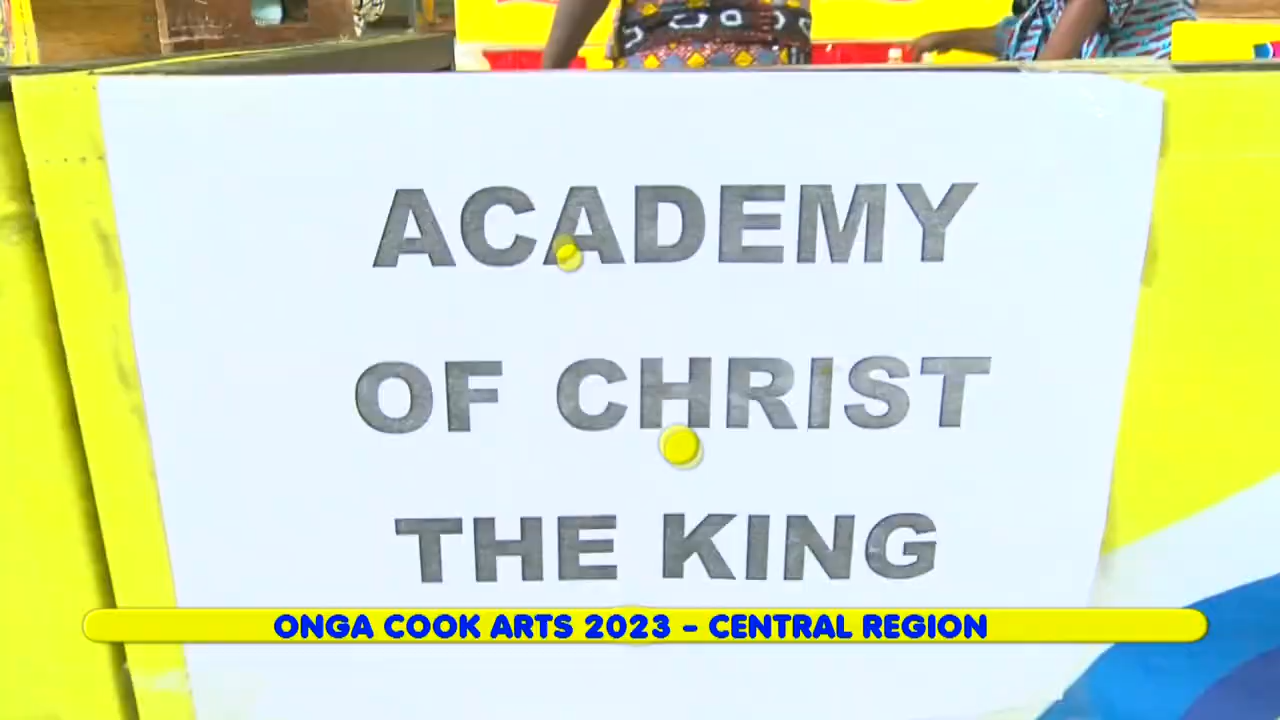 ACADEMY
OF CHRIST
THE KING
ONGA COOK ARTS 2023 - CENTRAL REGION